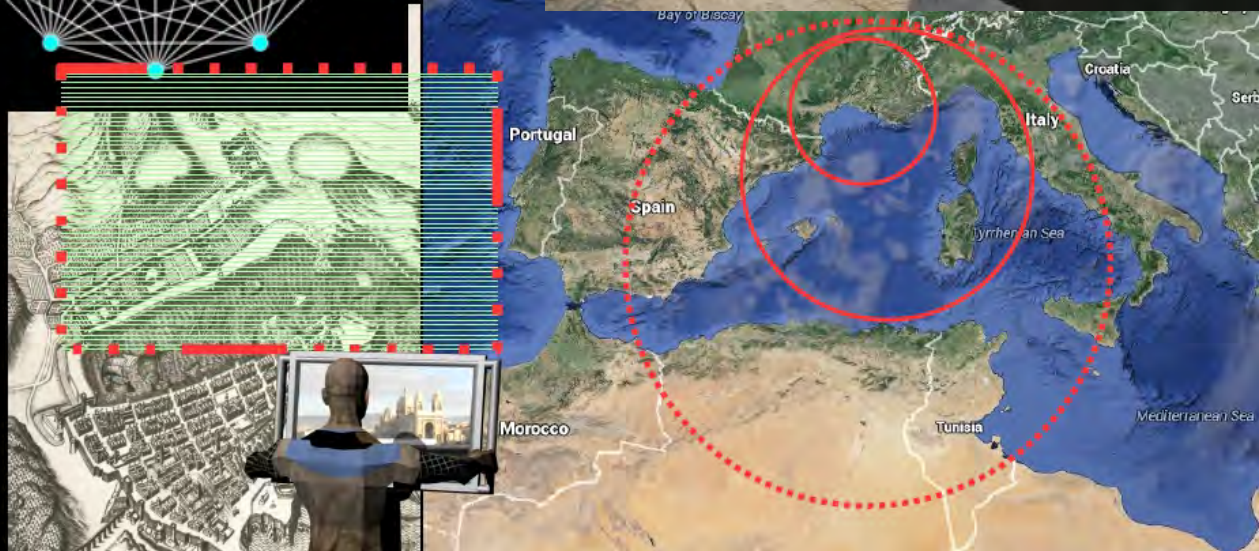 Bay of Biscay
Croatia
Serb
Italy
Portugal
Spain
Tyrrhenian Sea
Mediterranean Sea
Tunisia
Morocco